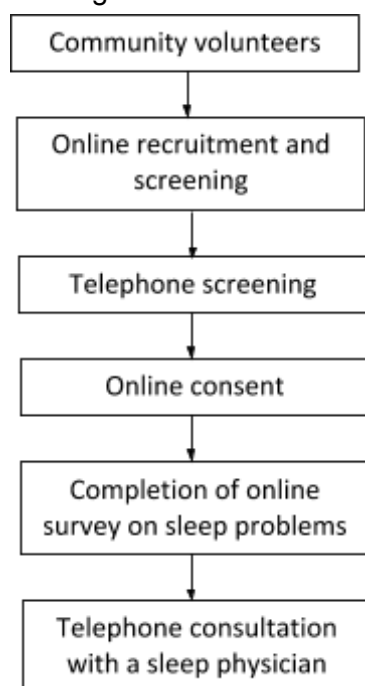 Community volunteers
Online recruitment and
screening
Telephone screening
Online consent
Completion of online
survey on sleep problems
Telephone consultation
with a sleep physician